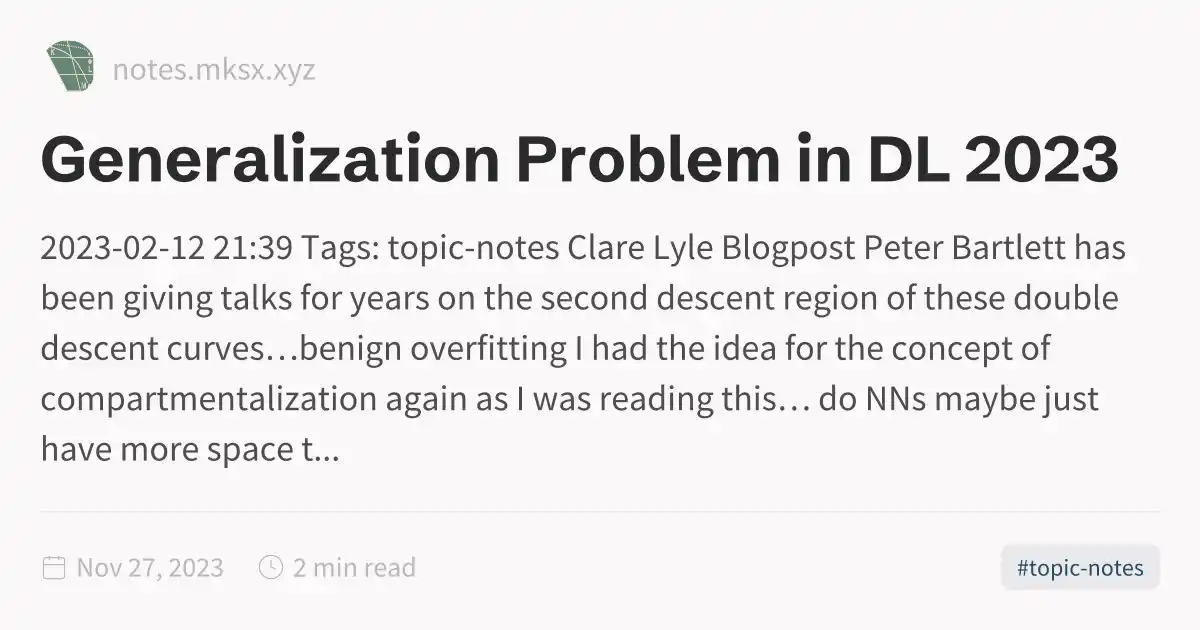 notes.mksx.xyz
Generalization Problem in DL 2023
2023-02-12 21:39 Tags: topic-notes Clare Lyle Blogpost Peter Bartlett has
been giving talks for years on the second descent region of these double
descent curves…benign overfitting I had the idea for the concept of
compartmentalization again as I was reading this… do NNs maybe just
have more space t...
Nov 27, 2023 2 min read
#topic-notes